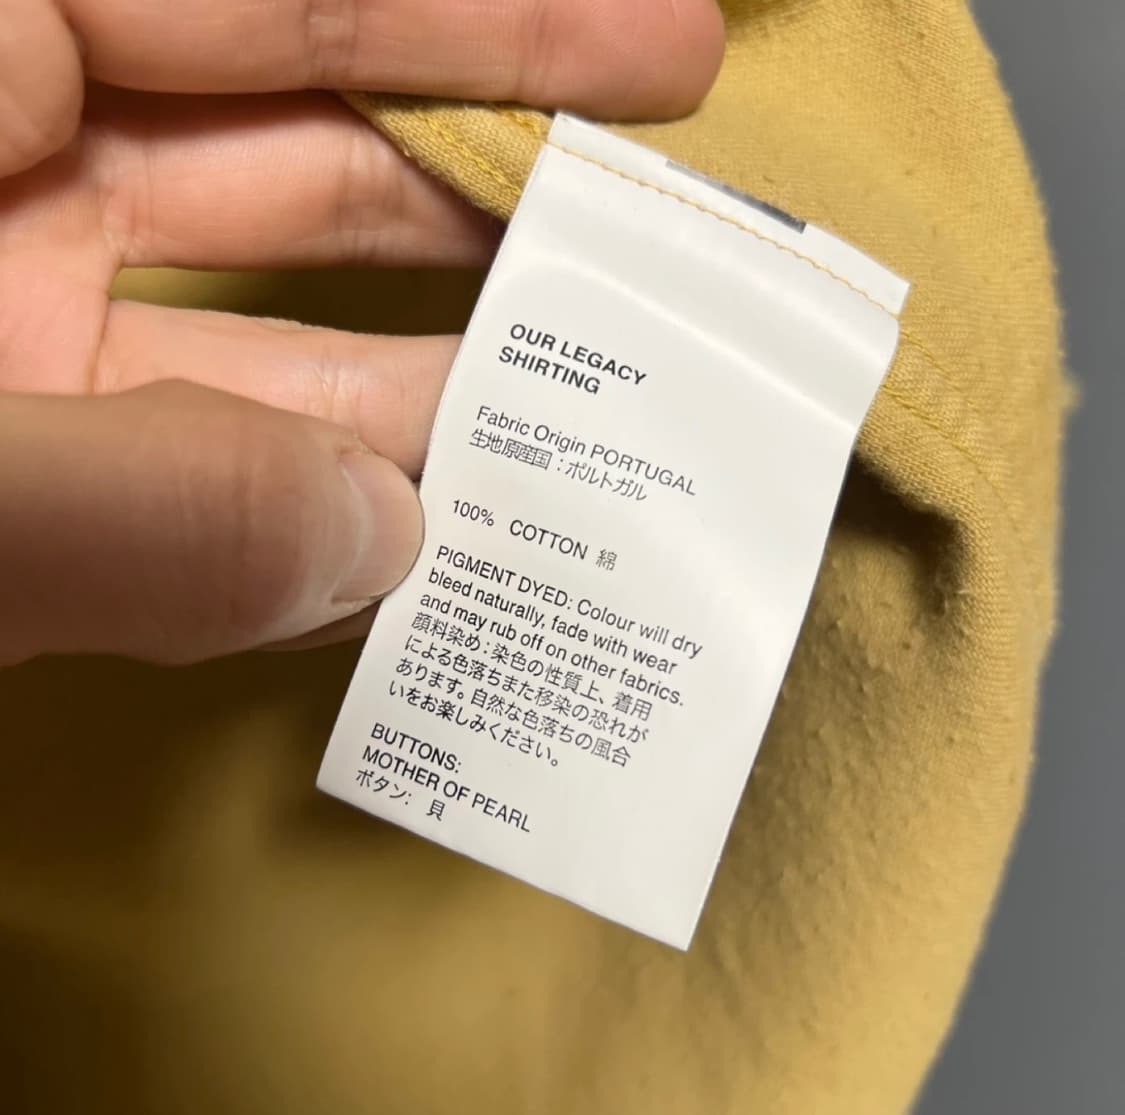 OUR LEGACY
SHIRTING
Fabric Origin PORTUGAL
生地原産国：ポルトガル
100% COTTON 綿
PIGMENT DYED: Colour will dry
bleed naturally, fade with wear
and may rub off on other fabrics.
顔料染め：染色の性質上、着用
による色落ちまた移染の恐れが
あります。自然な色落ちの風合
いをお楽しみください。
BUTTONS:
MOTHER OF PEARL
ボタン: 貝